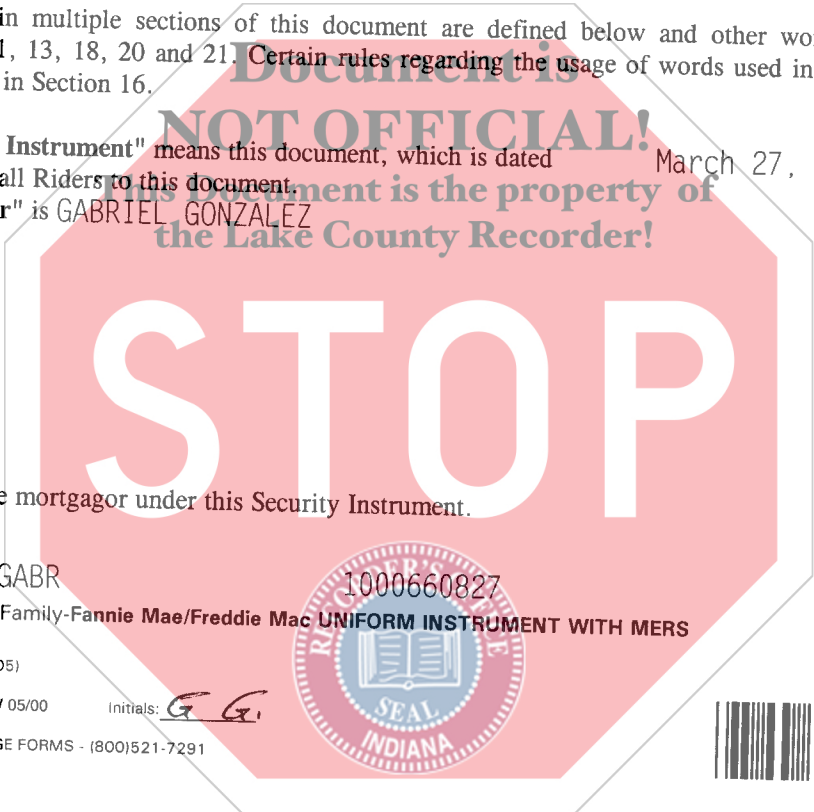 in multiple sections of this document are defined below and other wo
1, 13, 18, 20 and 21. Certain rules regarding the usage of words used in
in Section 16.
Document is
NOT OFFICIAL!
This Document is the property of
the Lake County Recorder!
Instrument" means this document, which is dated March 27,
all Riders to this document.
r" is GABRIEL GONZALEZ
STOP
e mortgagor under this Security Instrument.
GABR 1000660827
Family-Fannie Mae/Freddie Mac UNIFORM INSTRUMENT WITH MERS
05)
05/00 Initials: G G.
GE FORMS - (800)521-7291
RECORDER'S OFFICE
SEAL
INDIANA